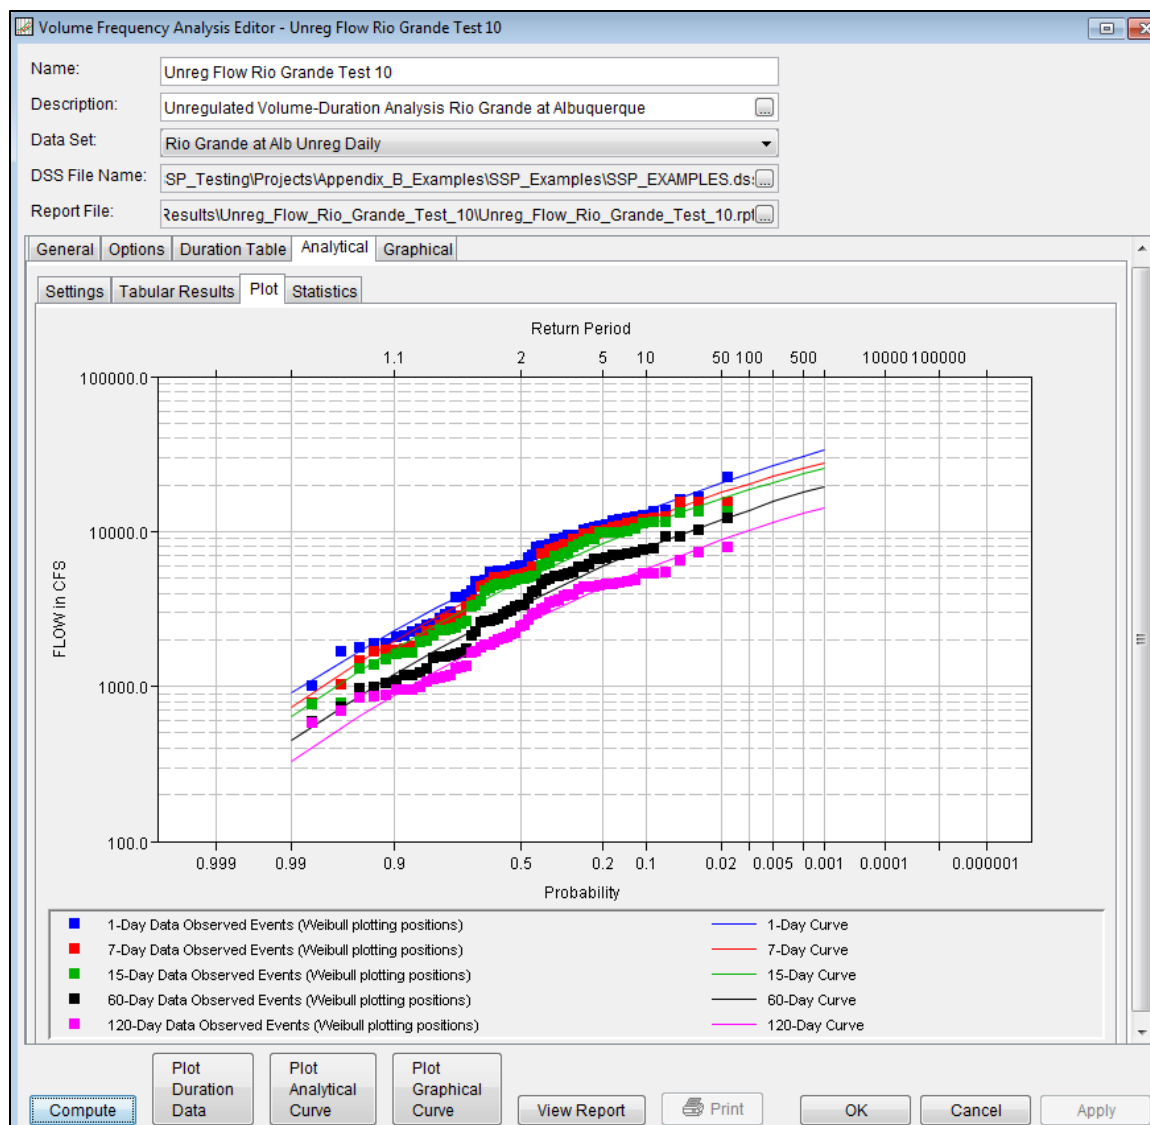 Volume Frequency Analysis Editor - Unreg Flow Rio Grande Test 10
Name: Unreg Flow Rio Grande Test 10
Description: Unregulated Volume-Duration Analysis Rio Grande at Albuquerque ...
Data Set: Rio Grande at Alb Unreg Daily
DSS File Name: SP_Testing\Projects\Appendix_B_Examples\SSP_Examples\SSP_EXAMPLES.ds ...
Report File: Results\Unreg_Flow_Rio_Grande_Test_10\Unreg_Flow_Rio_Grande_Test_10.rpt ...
General Options Duration Table Analytical Graphical
Settings Tabular Results Plot Statistics
Return Period
1.1 2 5 10 50 100 500 10000 100000
100000.0
10000.0
1000.0
100.0
FLOW in CFS
0.999 0.99 0.9 0.5 0.2 0.1 0.02 0.005 0.001 0.0001 0.000001
Probability
1-Day Data Observed Events (Weibull plotting positions) 1-Day Curve
7-Day Data Observed Events (Weibull plotting positions) 7-Day Curve
15-Day Data Observed Events (Weibull plotting positions) 15-Day Curve
60-Day Data Observed Events (Weibull plotting positions) 60-Day Curve
120-Day Data Observed Events (Weibull plotting positions) 120-Day Curve
Compute
Plot
Duration
Data
Plot
Analytical
Curve
Plot
Graphical
Curve
View Report Print OK Cancel Apply